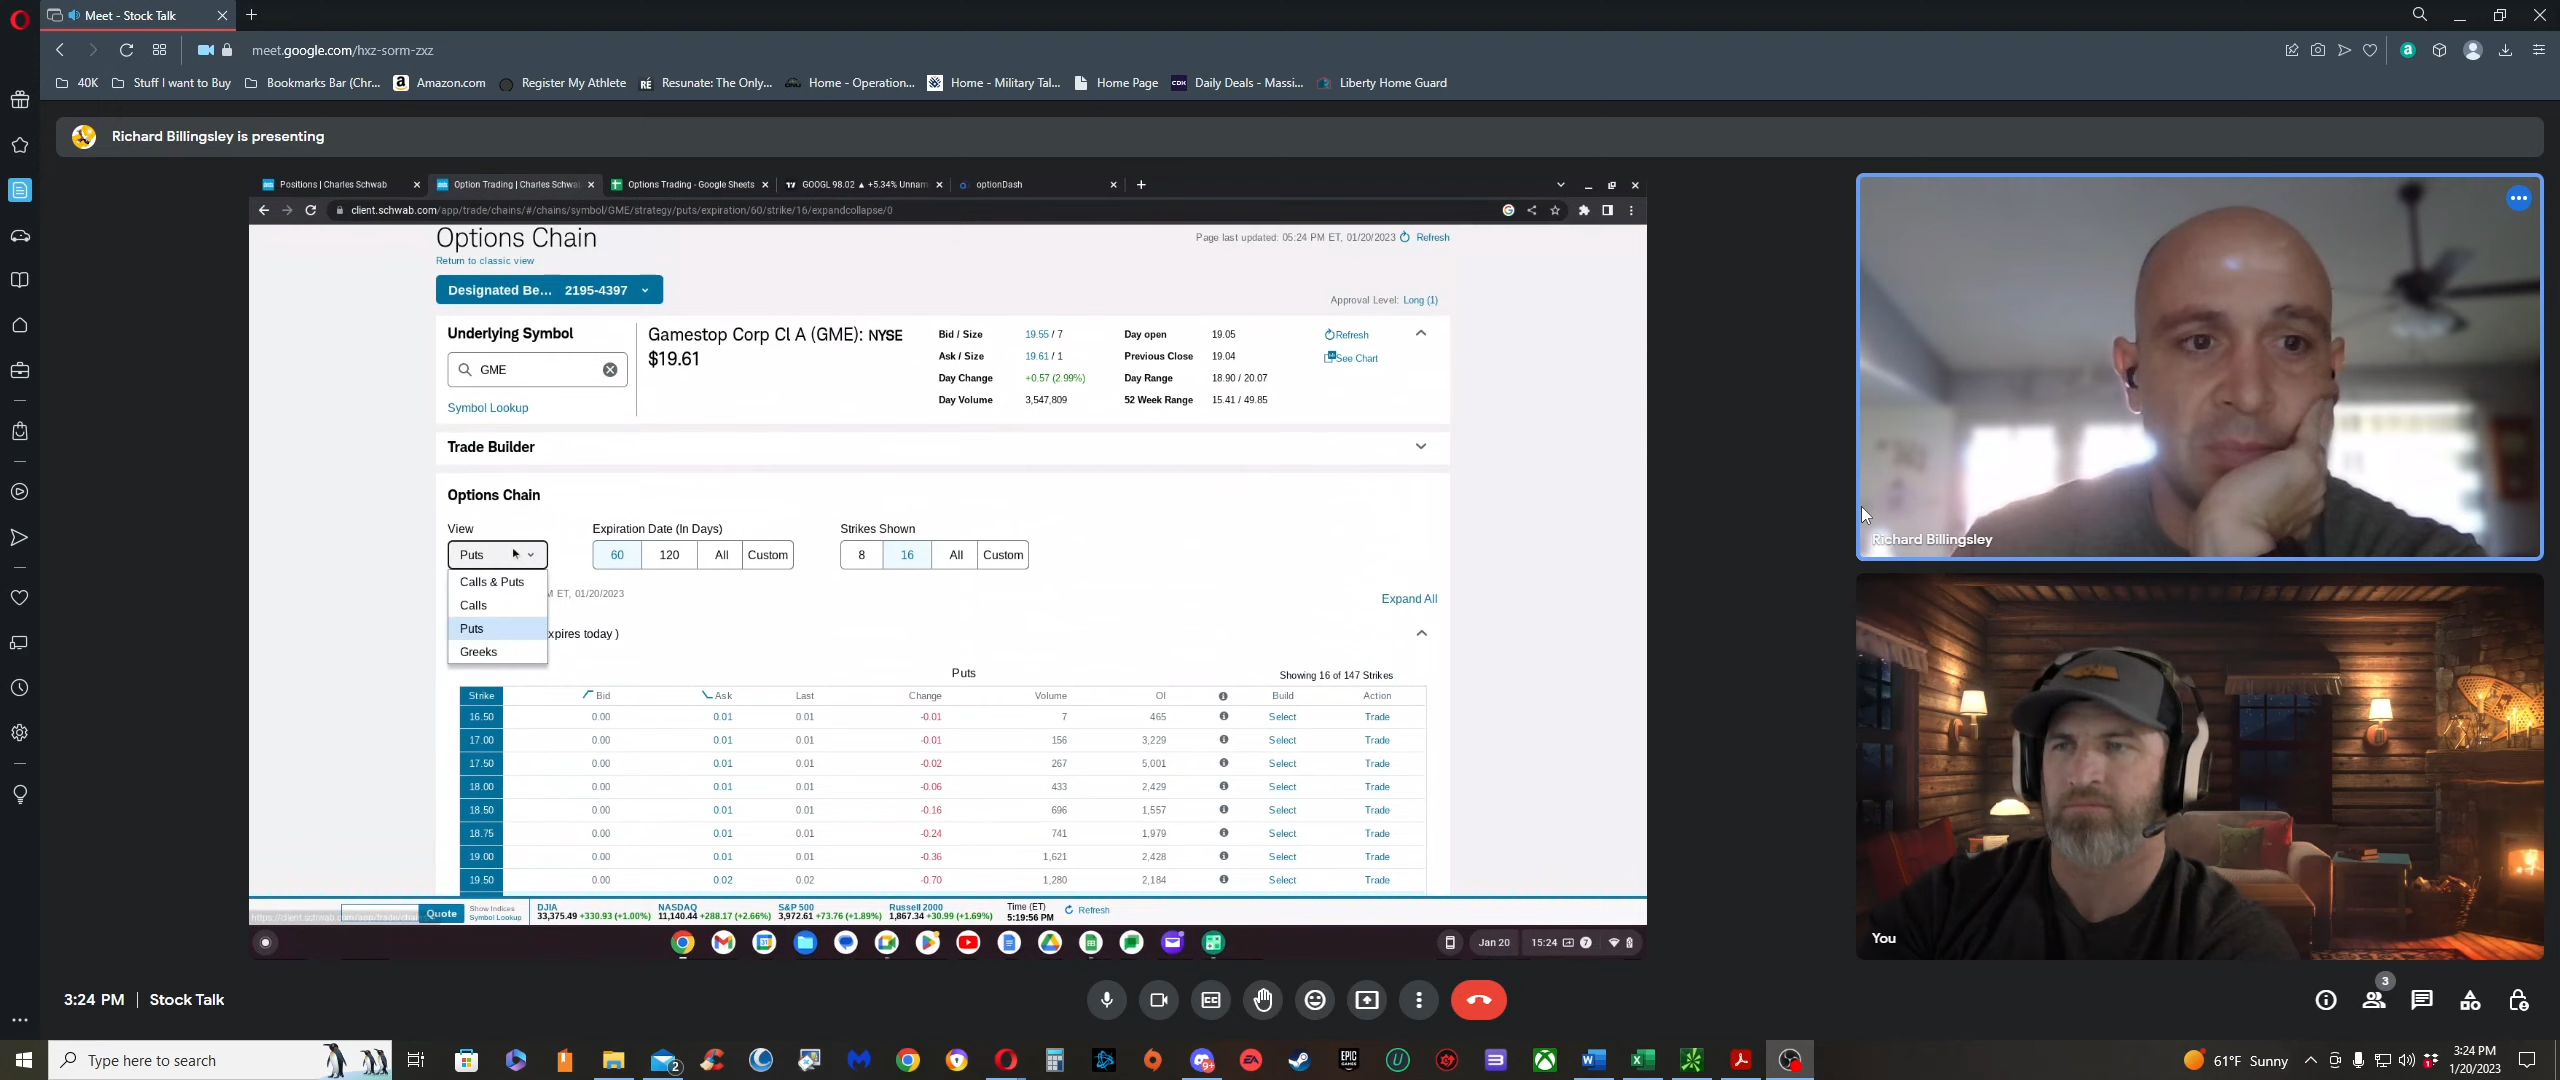 Meet - Stock Talk
meet.google.com/hxz-sorm-zxz
40K Stuff I want to Buy Bookmarks Bar (Chr... Amazon.com Register My Athlete Resunate: The Only... Home - Operation... Home - Military Tal... Home Page Daily Deals - Massi... Liberty Home Guard
Richard Billingsley is presenting
Positions | Charles Schwab Option Trading | Charles Schwa Options Trading - Google Sheets GOOGL 98.02 ▲ +5.34% Unnam optionDash
client.schwab.com/app/trade/chains/#/chains/symbol/GME/strategy/puts/expiration/60/strike/16/expandcollapse/0
Options Chain
Page last updated: 05:24 PM ET, 01/20/2023 Refresh
Return to classic view
Designated Be... 2195-4397
Approval Level: Long (1)
Underlying Symbol
GME
Symbol Lookup
Gamestop Corp Cl A (GME): NYSE
$19.61
Bid / Size 19.55 / 7 Day open 19.05 Refresh
Ask / Size 19.61 / 1 Previous Close 19.04 See Chart
Day Change +0.57 (2.99%) Day Range 18.90 / 20.07
Day Volume 3,547,809 52 Week Range 15.41 / 49.85
Trade Builder
Options Chain
View Expiration Date (In Days) Strikes Shown
Puts 60 120 All Custom 8 16 All Custom
Calls & Puts
Calls
Puts
Greeks
M ET, 01/20/2023
Expand All
xpires today )
Puts
Showing 16 of 147 Strikes
Strike Bid Ask Last Change Volume OI Build Action
16.50 0.00 0.01 0.01 -0.01 7 465 Select Trade
17.00 0.00 0.01 0.01 -0.01 156 3,229 Select Trade
17.50 0.00 0.01 0.01 -0.02 267 5,001 Select Trade
18.00 0.00 0.01 0.01 -0.06 433 2,429 Select Trade
18.50 0.00 0.01 0.01 -0.16 696 1,557 Select Trade
18.75 0.00 0.01 0.01 -0.24 741 1,979 Select Trade
19.00 0.00 0.01 0.01 -0.36 1,621 2,428 Select Trade
19.50 0.00 0.02 0.02 -0.70 1,280 2,184 Select Trade
Quote
Show Indices
Symbol Lookup
DJIA NASDAQ S&P 500 Russell 2000 Time (ET)
33,375.49 +330.93 (+1.00%) 11,140.44 +288.17 (+2.66%) 3,972.61 +73.76 (+1.89%) 1,867.34 +30.99 (+1.69%) 5:19:56 PM
Refresh
Jan 20 15:24 7
Richard Billingsley
You
3:24 PM | Stock Talk
3
Type here to search
2
9+
EPIC GAMES
61°F Sunny
3:24 PM
1/20/2023